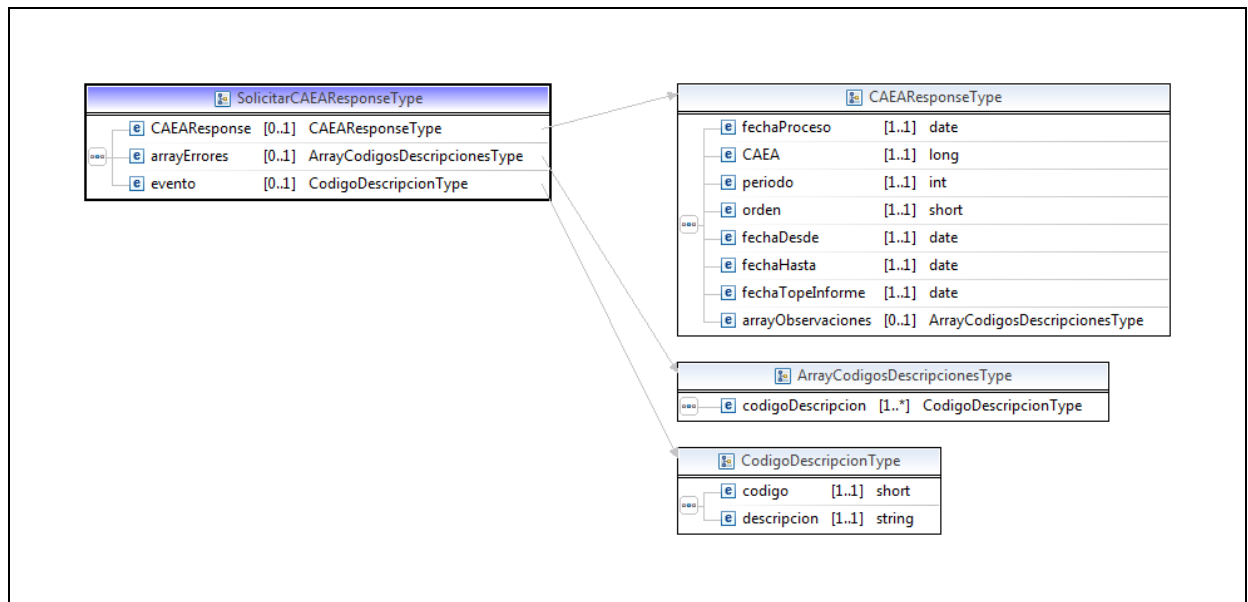 SolicitarCAEAResponseType
CAEAResponse [0..1] CAEAResponseType
arrayErrores [0..1] ArrayCodigosDescripcionesType
evento [0..1] CodigoDescripcionType
CAEAResponseType
fechaProceso [1..1] date
CAEA [1..1] long
periodo [1..1] int
orden [1..1] short
fechaDesde [1..1] date
fechaHasta [1..1] date
fechaTopeInforme [1..1] date
arrayObservaciones [0..1] ArrayCodigosDescripcionesType
ArrayCodigosDescripcionesType
codigoDescripcion [1..*] CodigoDescripcionType
CodigoDescripcionType
codigo [1..1] short
descripcion [1..1] string